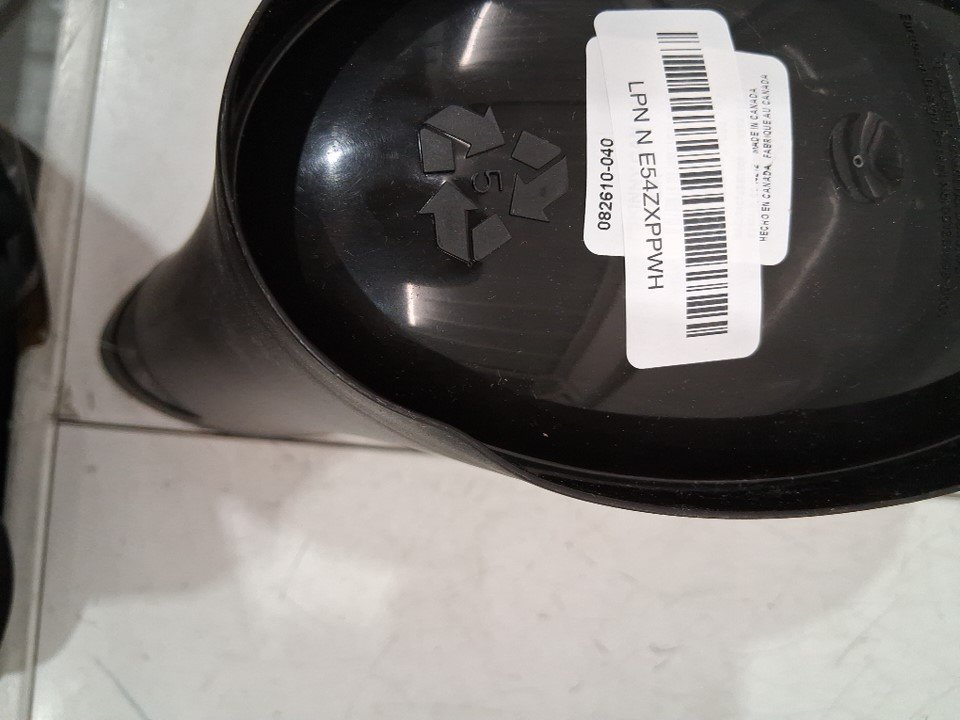 5
082610-040
LPN N E54ZXPPWH
MADE IN CANADA
HECHO EN CANADA, FABRIQUE AU CANADA